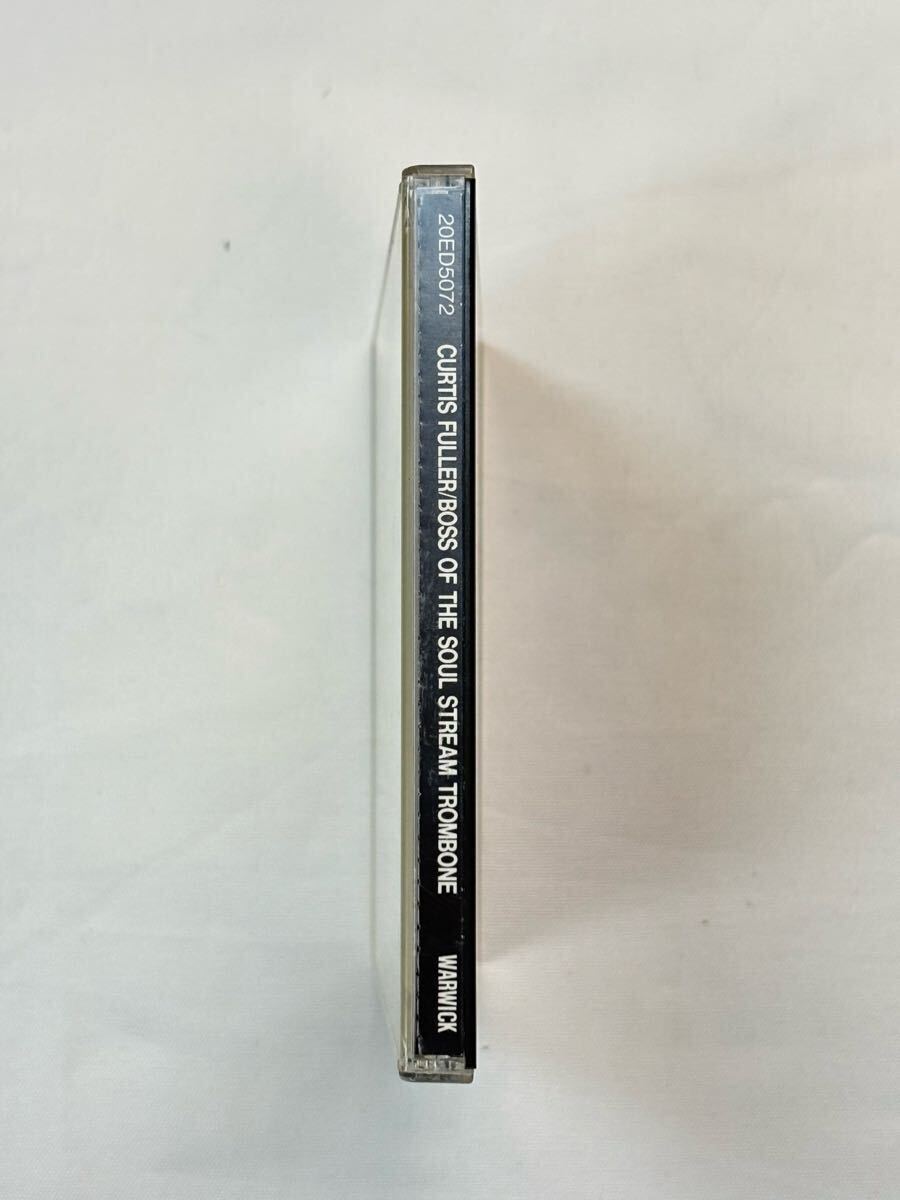 20ED5072 CURTIS FULLER/BOSS OF THE SOUL STREAM TROMBONE WARWICK